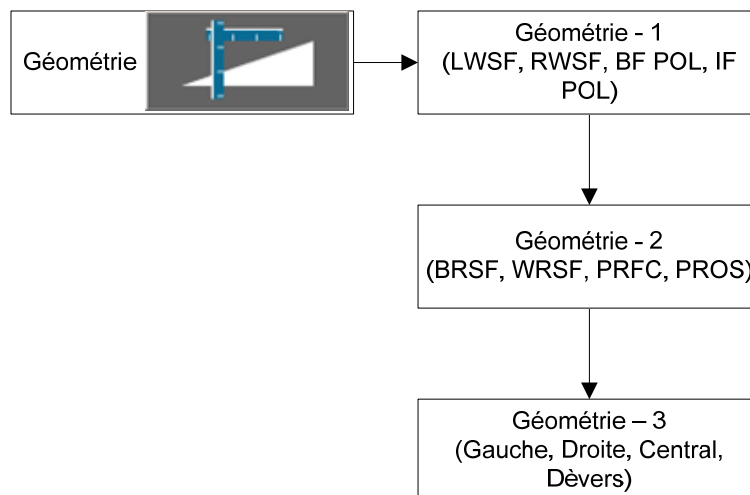 Géométrie
Géométrie - 1
(LWSF, RWSF, BF POL, IF
POL)
Géométrie - 2
(BRSF, WRSF, PRFC, PROS)
Géométrie – 3
(Gauche, Droite, Central,
Dèvers)